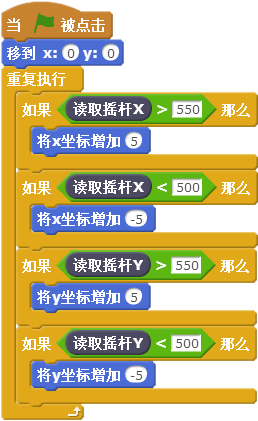 当 被点击
移到 x: 0 y: 0
重复执行
如果 读取摇杆X > 550 那么
将x坐标增加 5
如果 读取摇杆X < 500 那么
将x坐标增加 -5
如果 读取摇杆Y > 550 那么
将y坐标增加 5
如果 读取摇杆Y < 500 那么
将y坐标增加 -5